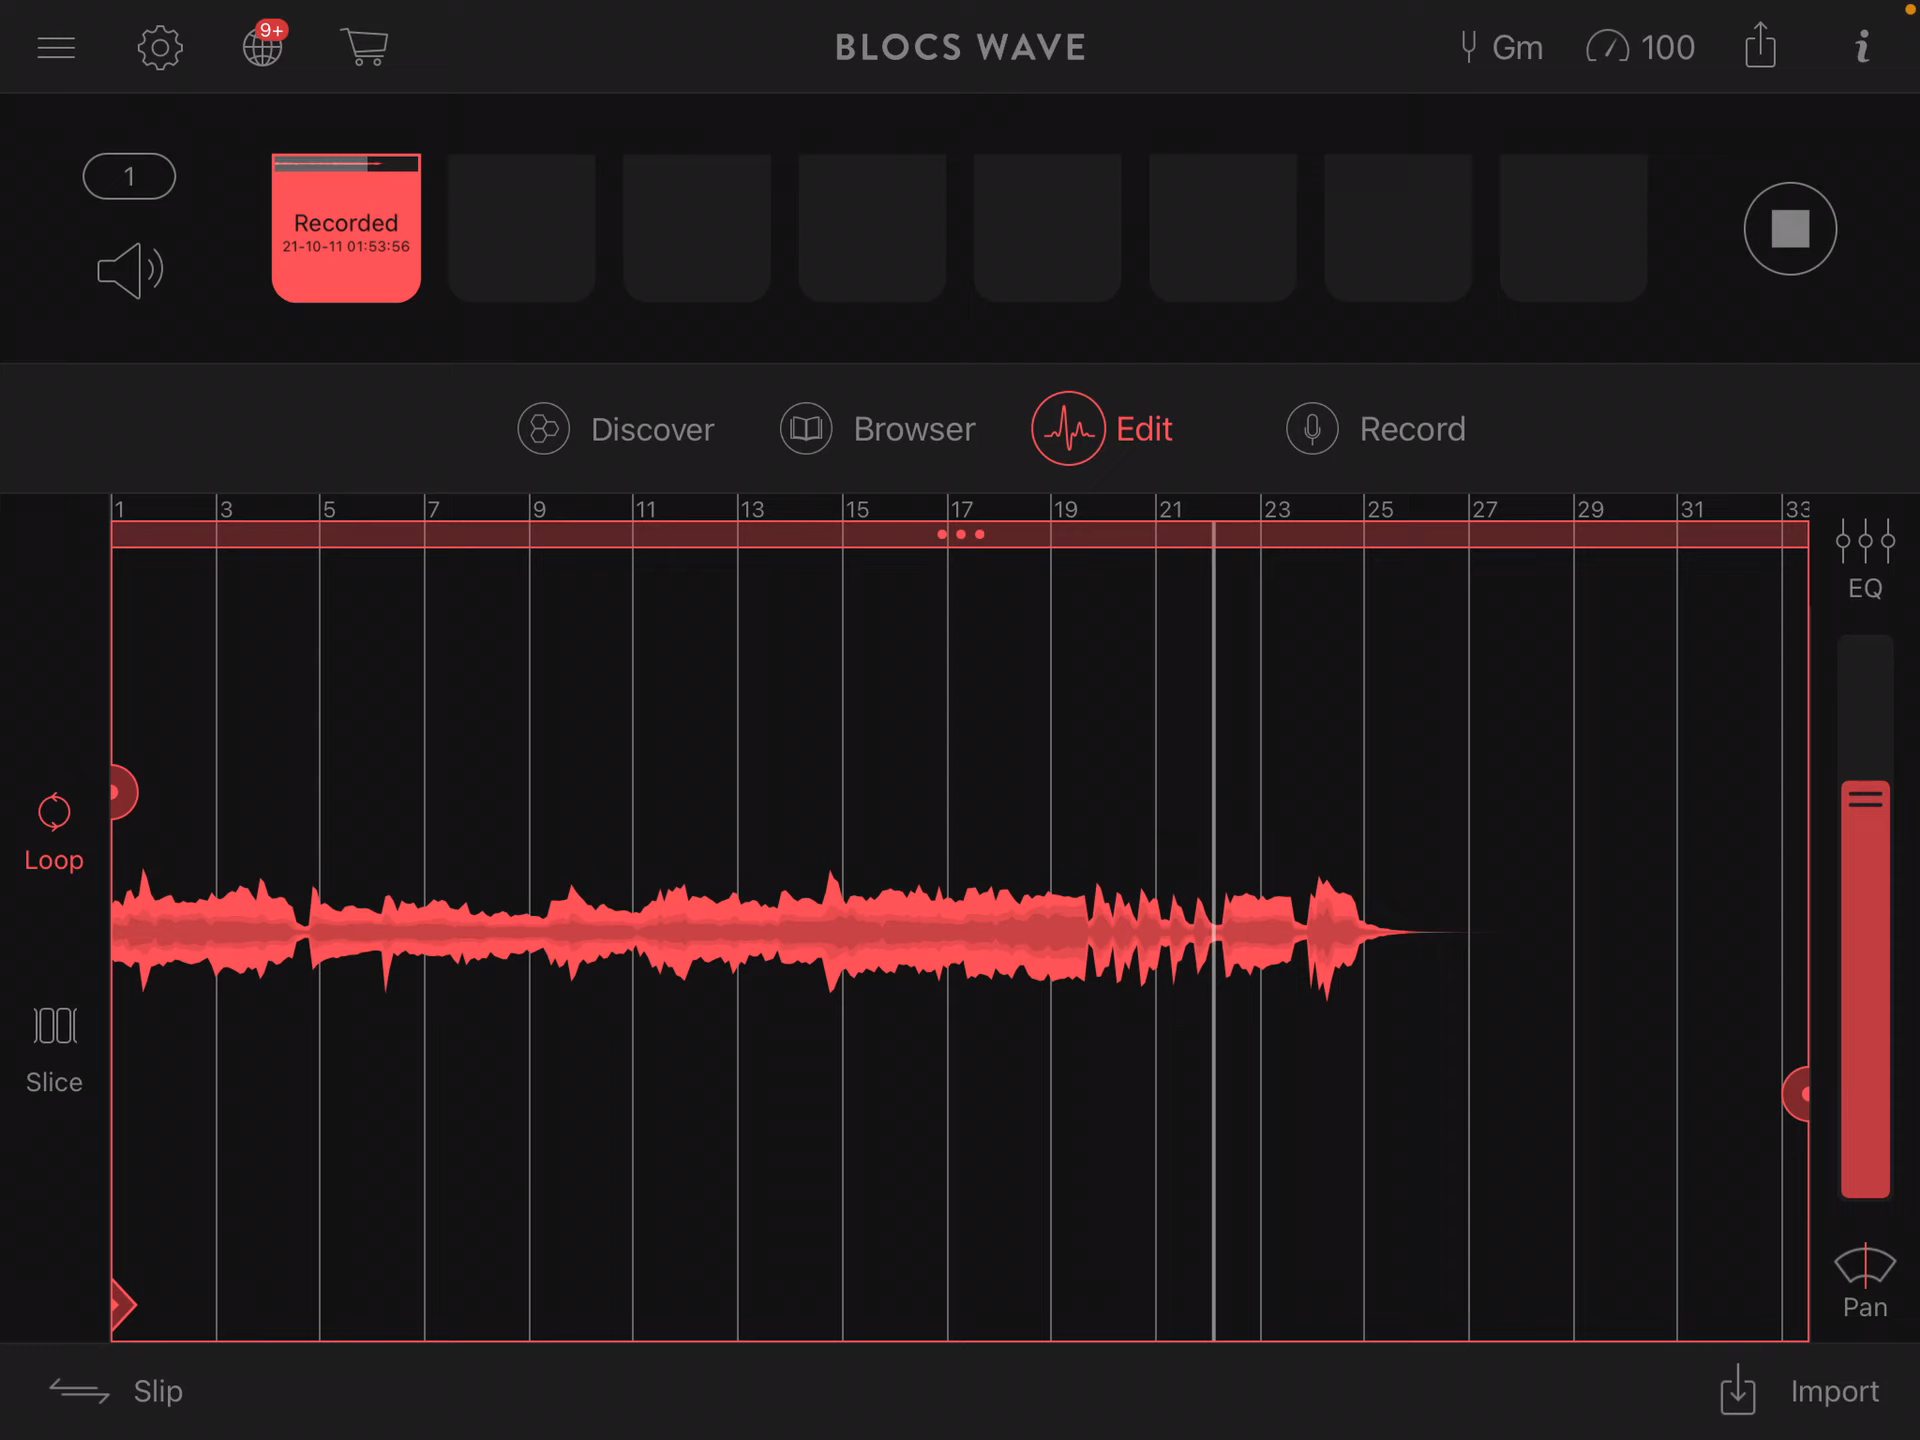 9+
BLOCS WAVE
Gm
100
i
1
Recorded
21-10-11 01:53:56
Discover
Browser
Edit
Record
1 3 5 7 9 11 13 15 17 19 21 23 25 27 29 31 33
EQ
Loop
Slice
Pan
Slip
Import